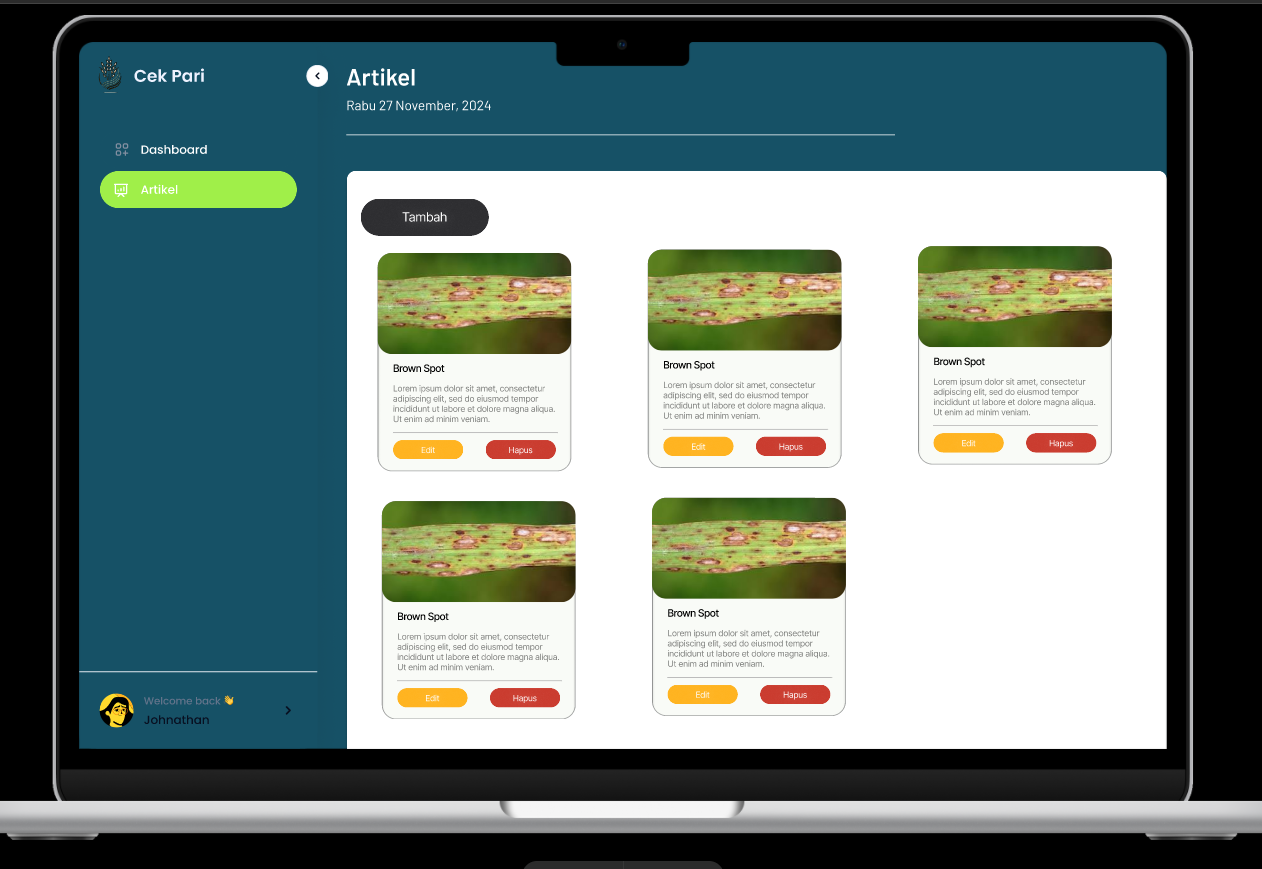 Cek Pari
Artikel
Rabu 27 November, 2024
Dashboard
Artikel
Tambah
Brown Spot
Lorem ipsum dolor sit amet, consectetur
adipiscing elit, sed do eiusmod tempor
incididunt ut labore et dolore magna aliqua.
Ut enim ad minim veniam.
Edit
Hapus
Brown Spot
Lorem ipsum dolor sit amet, consectetur
adipiscing elit, sed do eiusmod tempor
incididunt ut labore et dolore magna aliqua.
Ut enim ad minim veniam.
Edit
Hapus
Brown Spot
Lorem ipsum dolor sit amet, consectetur
adipiscing elit, sed do eiusmod tempor
incididunt ut labore et dolore magna aliqua.
Ut enim ad minim veniam.
Edit
Hapus
Brown Spot
Lorem ipsum dolor sit amet, consectetur
adipiscing elit, sed do eiusmod tempor
incididunt ut labore et dolore magna aliqua.
Ut enim ad minim veniam.
Edit
Hapus
Brown Spot
Lorem ipsum dolor sit amet, consectetur
adipiscing elit, sed do eiusmod tempor
incididunt ut labore et dolore magna aliqua.
Ut enim ad minim veniam.
Edit
Hapus
Welcome back 👋
Johnathan